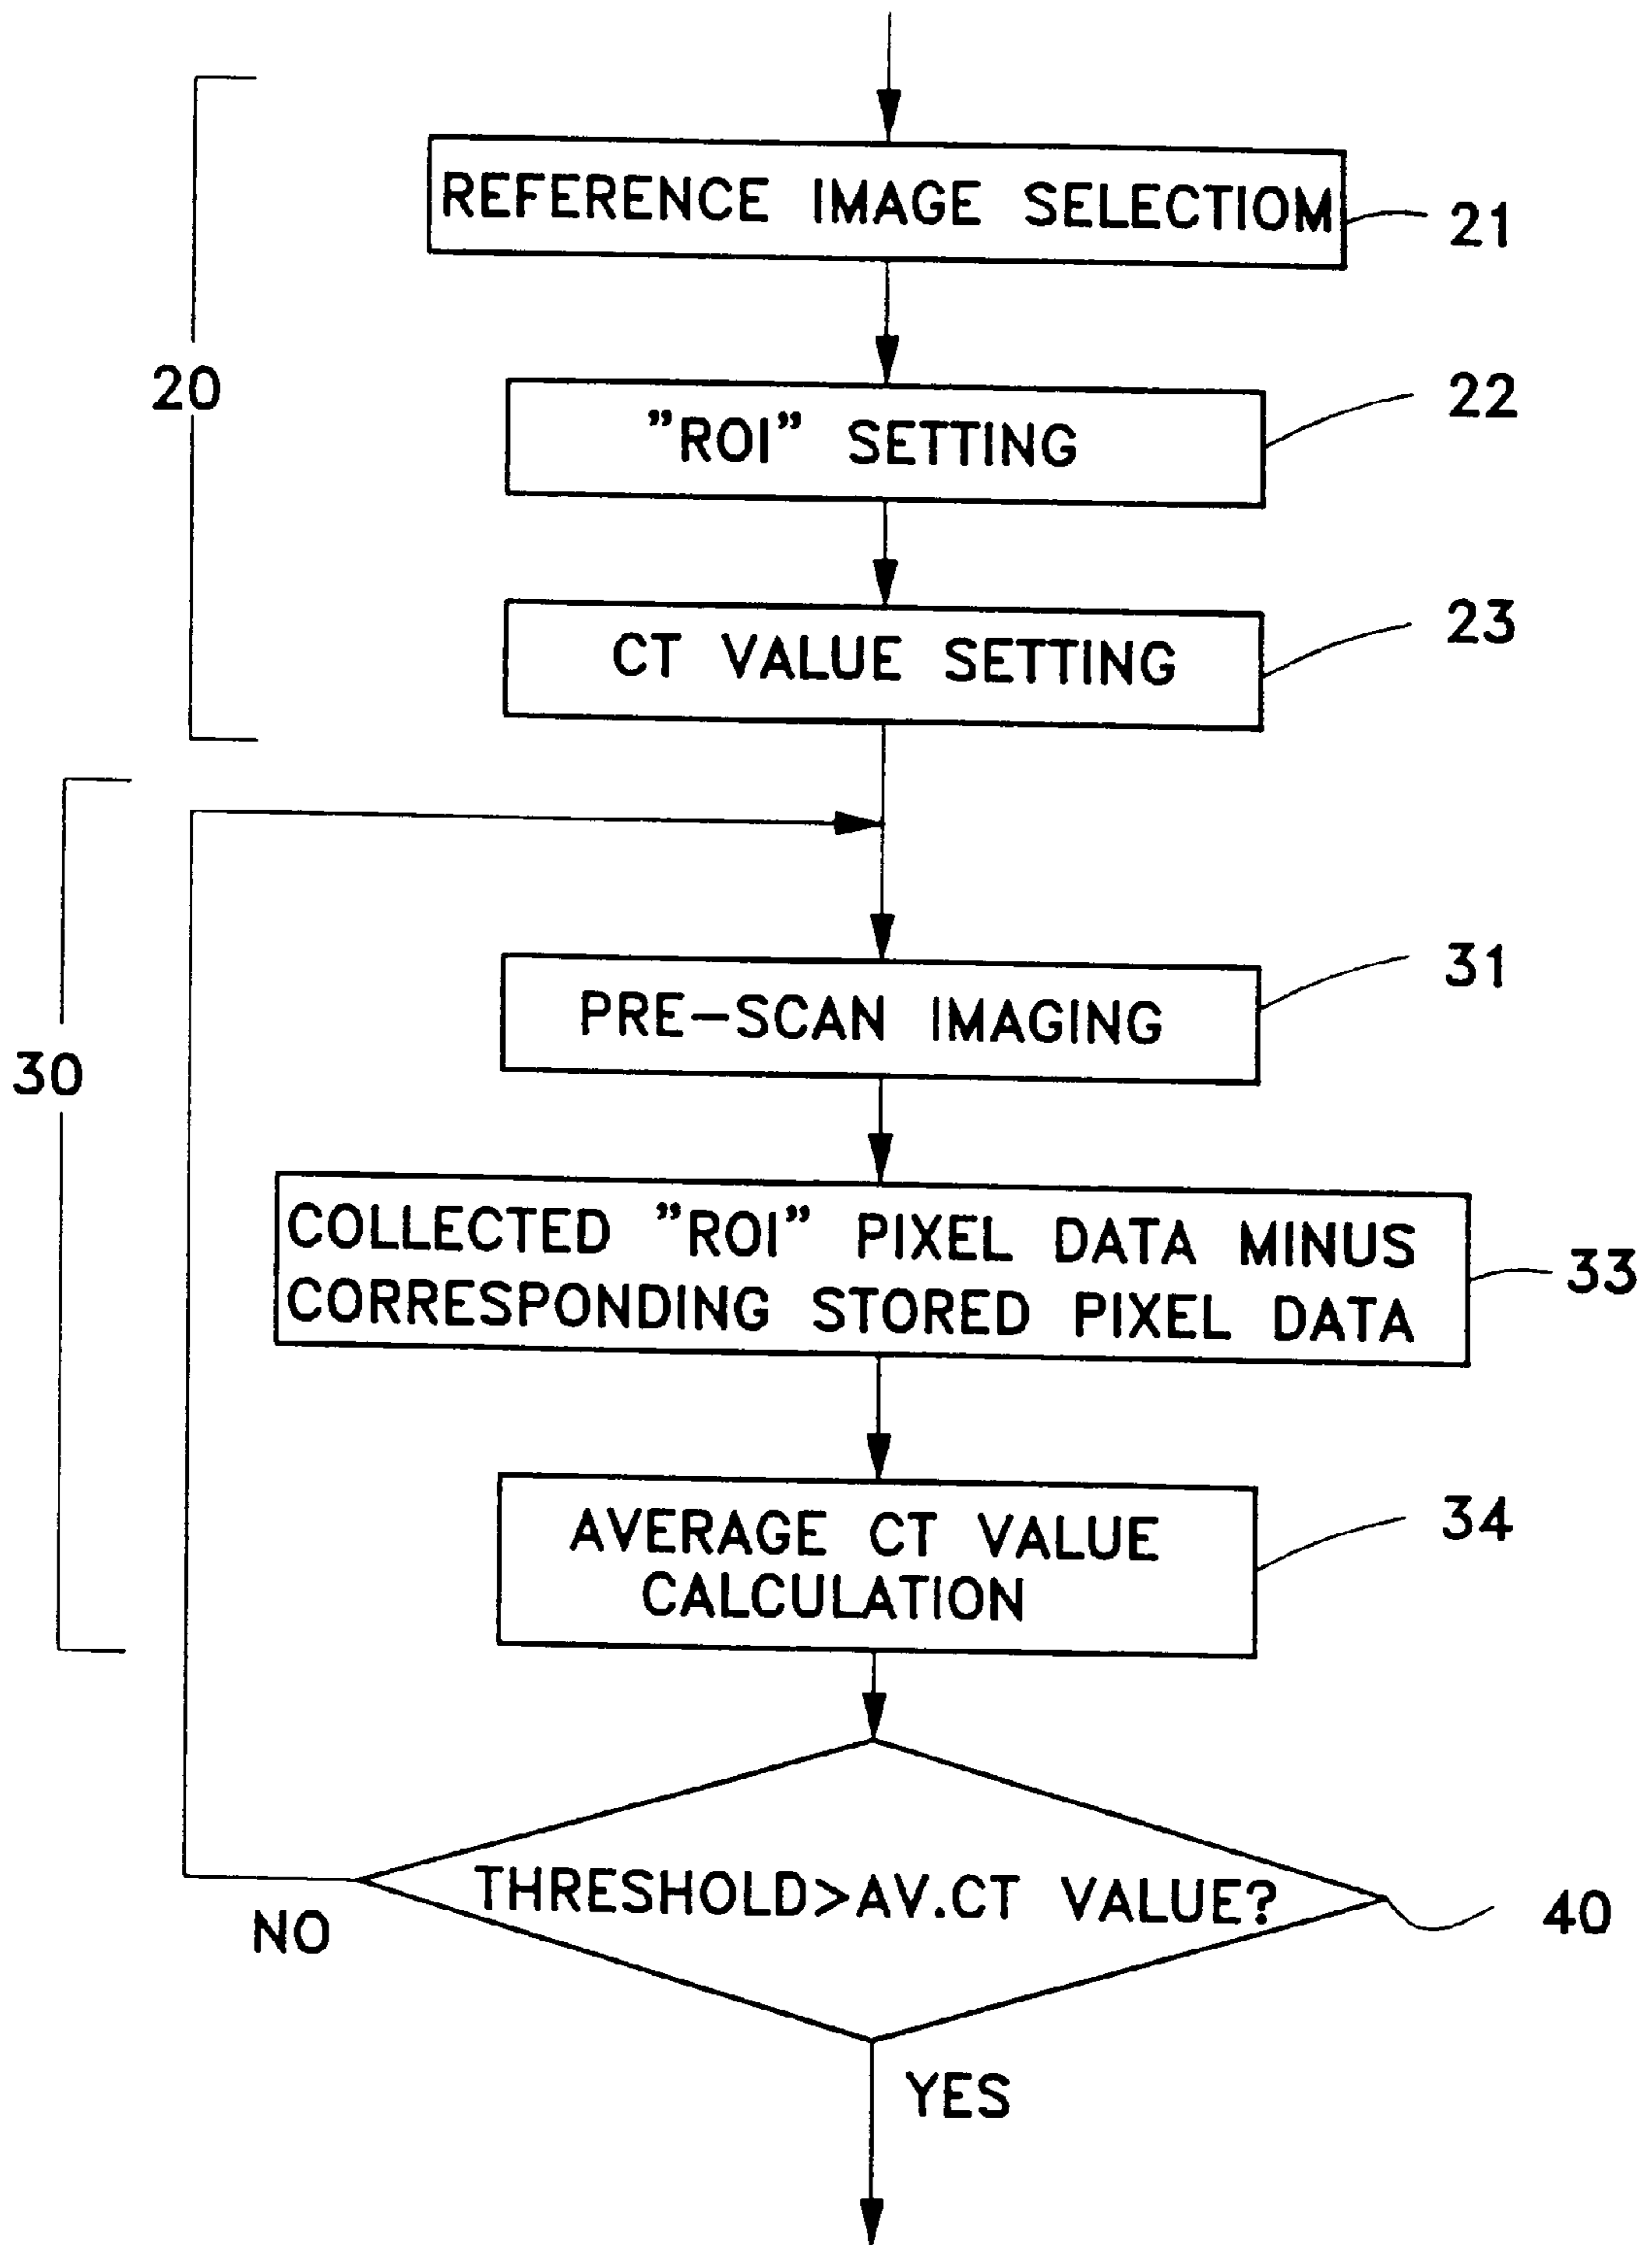 REFERENCE IMAGE SELECTIOM
21
20
"ROI" SETTING
22
CT VALUE SETTING
23
30
PRE-SCAN IMAGING
31
COLLECTED "ROI" PIXEL DATA MINUS
CORRESPONDING STORED PIXEL DATA
33
AVERAGE CT VALUE
CALCULATION
34
THRESHOLD>AV.CT VALUE?
40
NO
YES